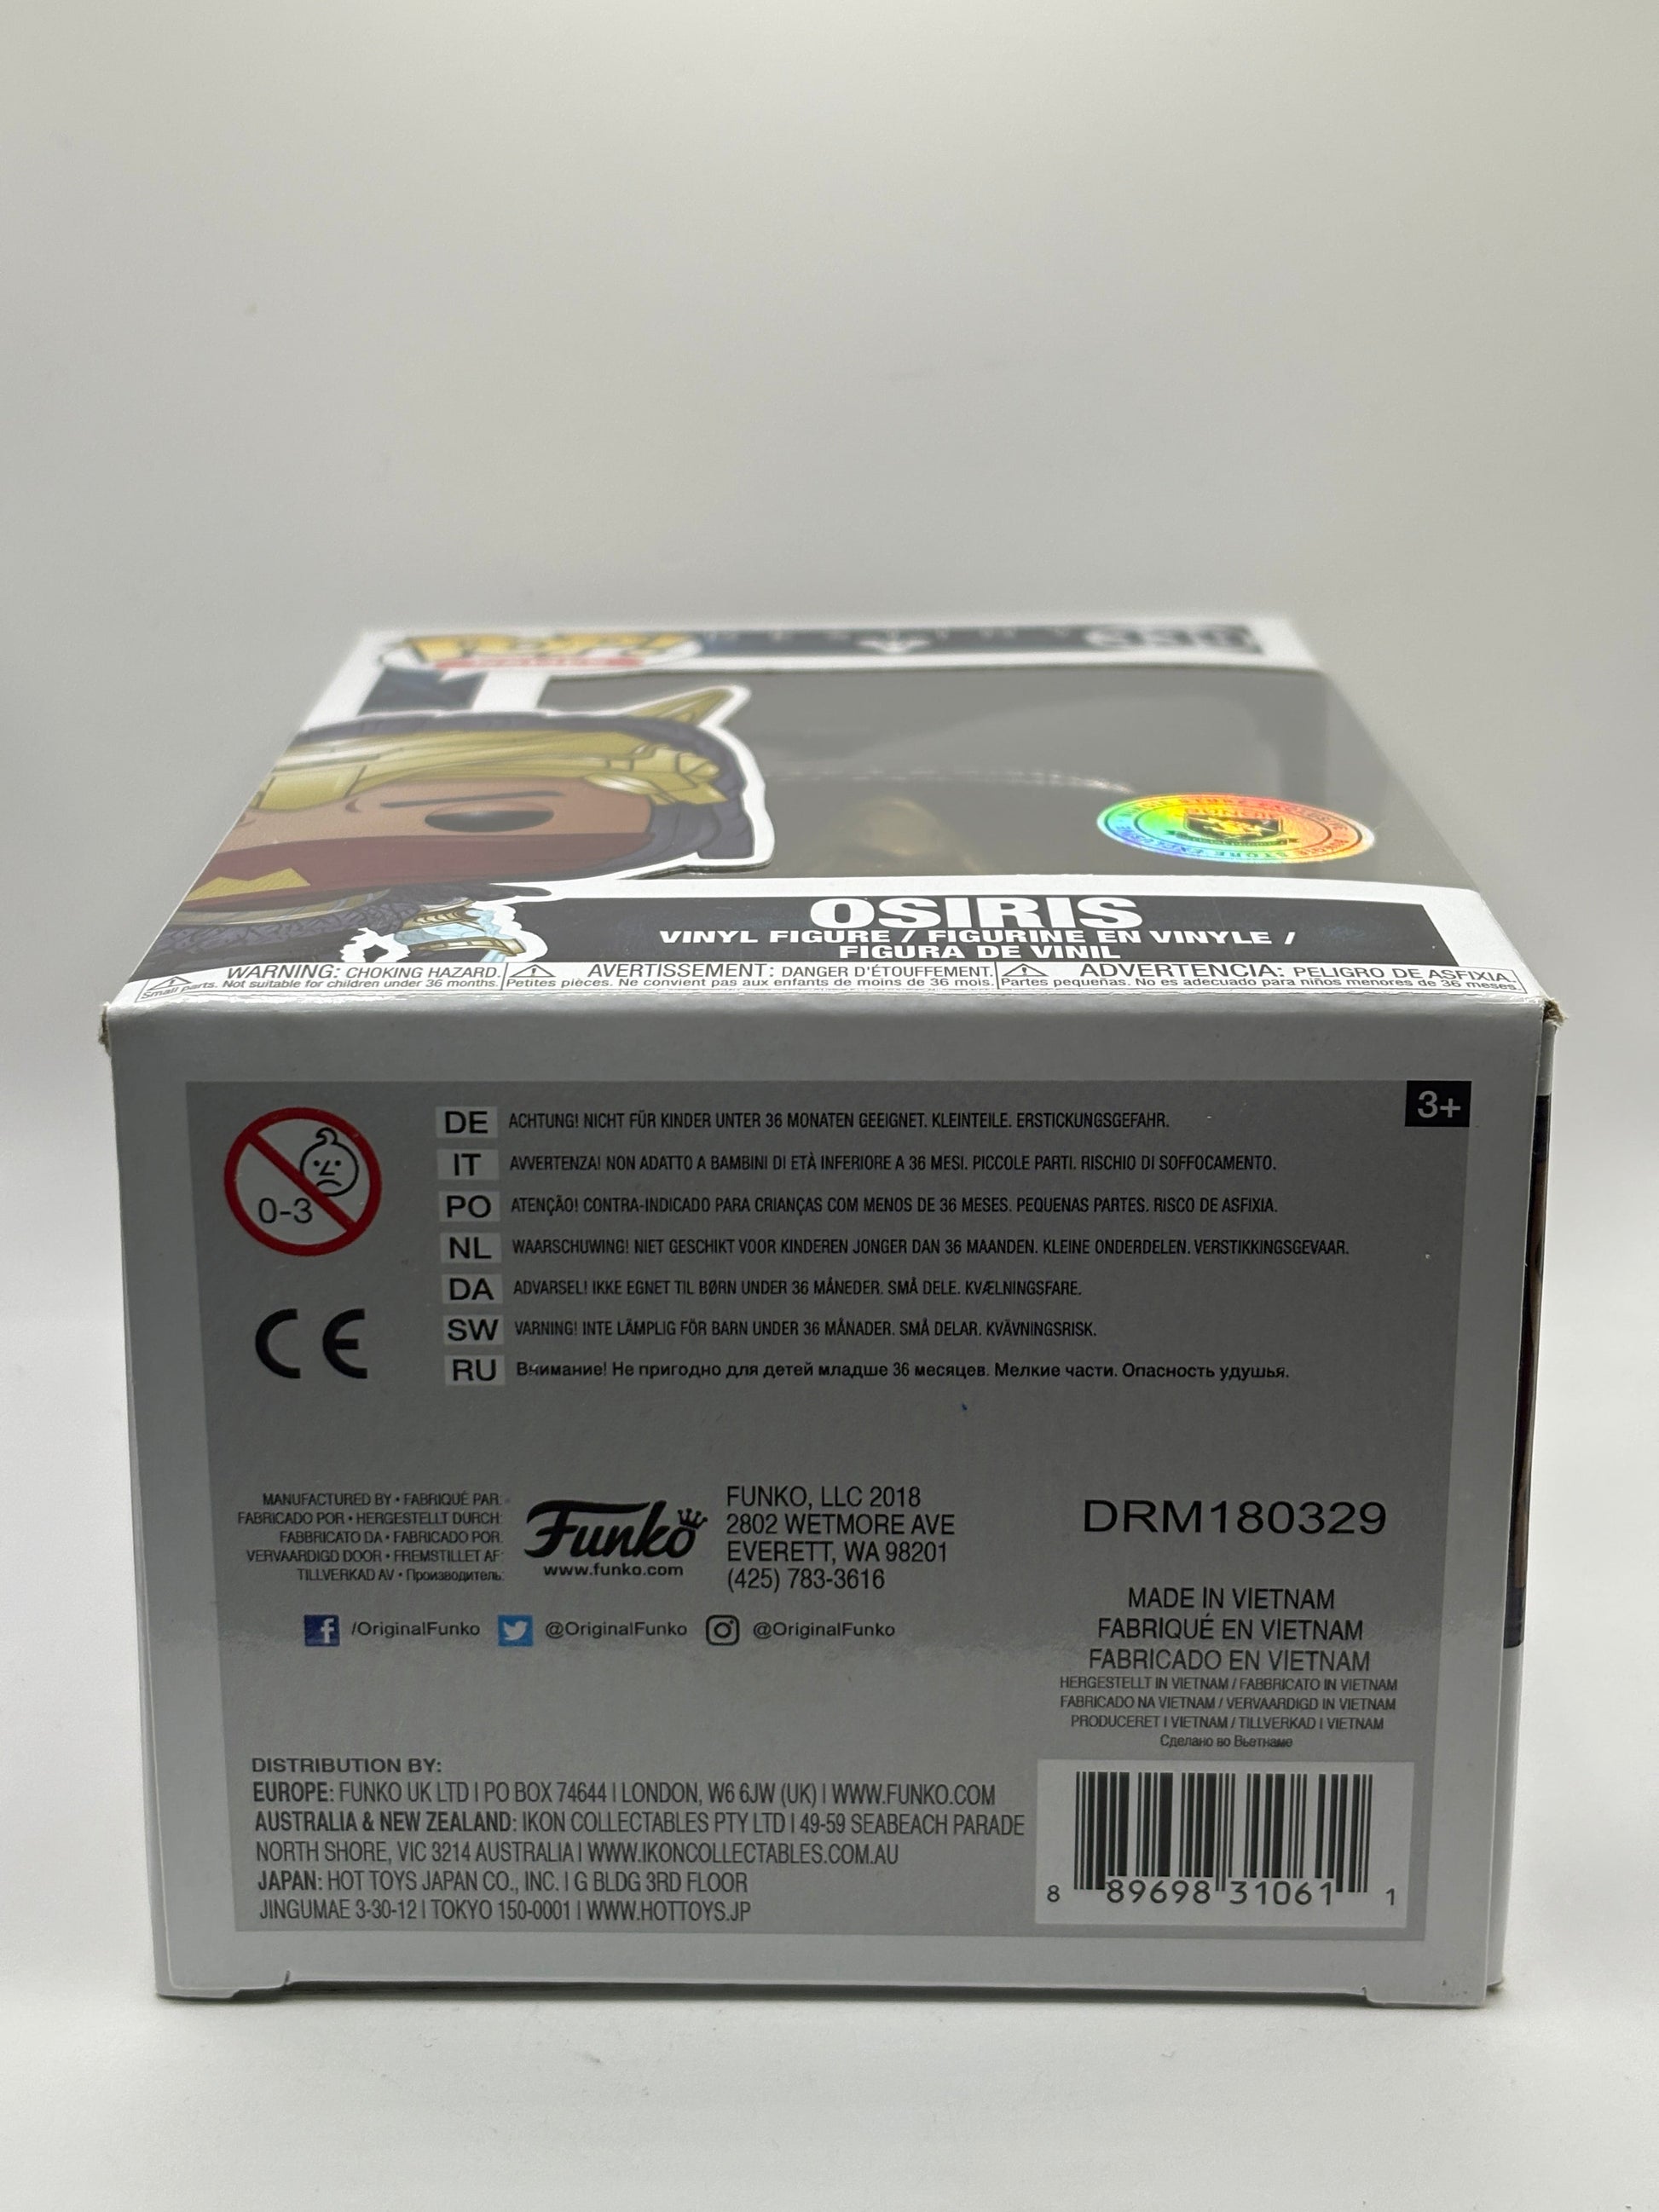 POP!
GAMES
DESTINY
336
BUNGIE
OSIRIS
VINYL FIGURE / FIGURINE EN VINYLE /
FIGURA DE VINIL
WARNING: CHOKING HAZARD.
Small parts. Not suitable for children under 36 months.
AVERTISSEMENT: DANGER D'ÉTOUFFEMENT.
Petites pièces. Ne convient pas aux enfants de moins de 36 mois.
ADVERTENCIA: PELIGRO DE ASFIXIA.
Partes pequeñas. No es adecuado para niños menores de 36 meses.
3+
0-3
DE ACHTUNG! NICHT FÜR KINDER UNTER 36 MONATEN GEEIGNET. KLEINTEILE. ERSTICKUNGSGEFAHR.
IT AVVERTENZA! NON ADATTO A BAMBINI DI ETÀ INFERIORE A 36 MESI. PICCOLE PARTI. RISCHIO DI SOFFOCAMENTO.
PO ATENÇÃO! CONTRA-INDICADO PARA CRIANÇAS COM MENOS DE 36 MESES. PEQUENAS PARTES. RISCO DE ASFIXIA.
NL WAARSCHUWING! NIET GESCHIKT VOOR KINDEREN JONGER DAN 36 MAANDEN. KLEINE ONDERDELEN. VERSTIKKINGSGEVAAR.
DA ADVARSEL! IKKE EGNET TIL BØRN UNDER 36 MÅNEDER. SMÅ DELE. KVÆLNINGSFARE.
SW VARNING! INTE LÄMPLIG FÖR BARN UNDER 36 MÅNADER. SMÅ DELAR. KVÄVNINGSRISK.
RU Внимание! Не пригодно для детей младше 36 месяцев. Мелкие части. Опасность удушья.
CE
MANUFACTURED BY • FABRIQUÉ PAR:
FABRICADO POR • HERGESTELLT DURCH:
FABBRICATO DA • FABRICADO POR:
VERVAARDIGD DOOR • FREMSTILLET AF:
TILLVERKAD AV • Производитель:
Funko
www.funko.com
FUNKO, LLC 2018
2802 WETMORE AVE
EVERETT, WA 98201
(425) 783-3616
/OriginalFunko @OriginalFunko @OriginalFunko
DRM180329
MADE IN VIETNAM
FABRIQUÉ EN VIETNAM
FABRICADO EN VIETNAM
HERGESTELLT IN VIETNAM / FABBRICATO IN VIETNAM
FABRICADO NA VIETNAM / VERVAARDIGD IN VIETNAM
PRODUCERET I VIETNAM / TILLVERKAD I VIETNAM
Сделано во Вьетнаме
DISTRIBUTION BY:
EUROPE: FUNKO UK LTD | PO BOX 74644 | LONDON, W6 6JW (UK) | WWW.FUNKO.COM
AUSTRALIA & NEW ZEALAND: IKON COLLECTABLES PTY LTD | 49-59 SEABEACH PARADE
NORTH SHORE, VIC 3214 AUSTRALIA | WWW.IKONCOLLECTABLES.COM.AU
JAPAN: HOT TOYS JAPAN CO., INC. | G BLDG 3RD FLOOR
JINGUMAE 3-30-12 | TOKYO 150-0001 | WWW.HOTTOYS.JP
8 89698 31061 1